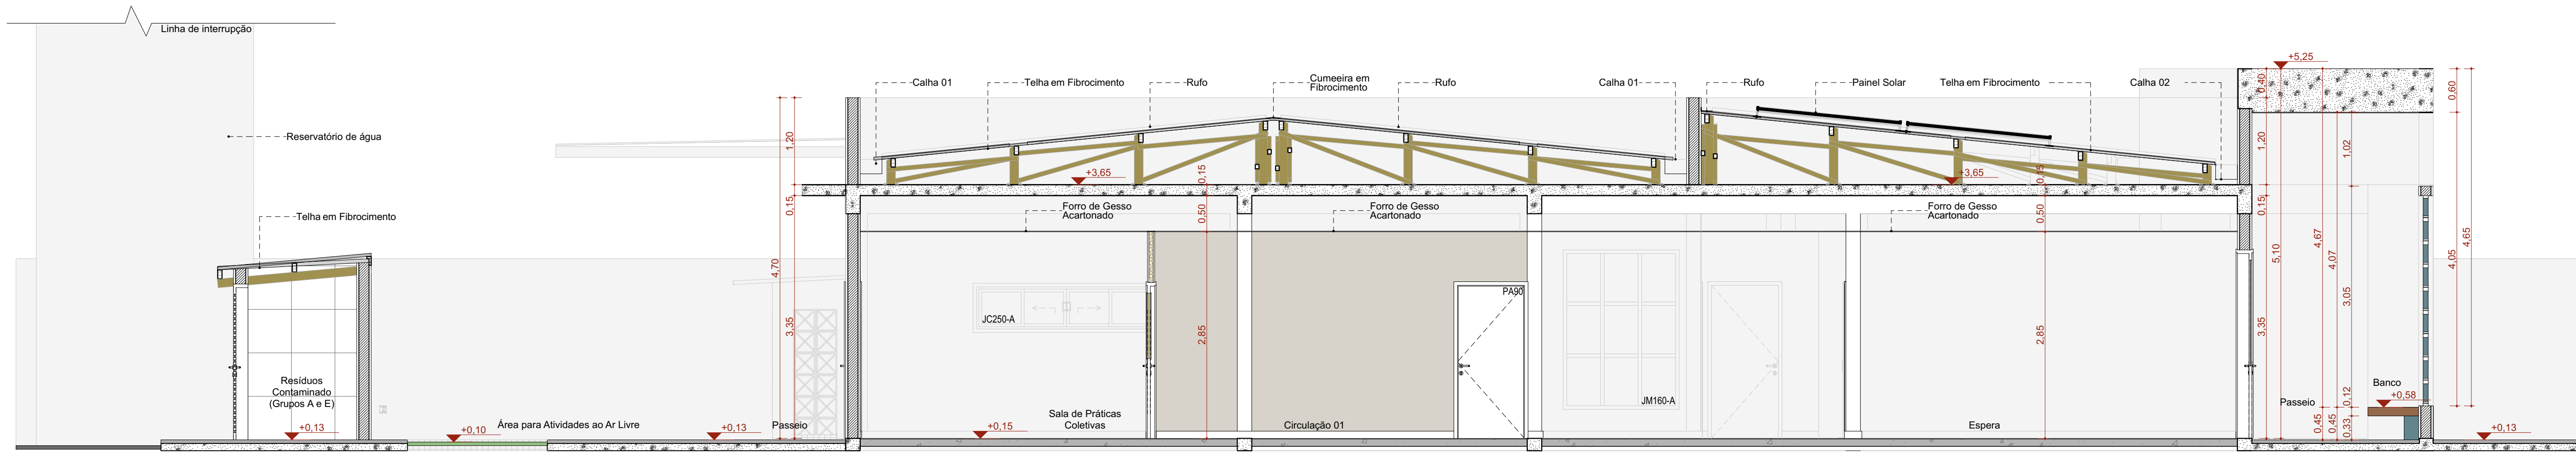 Linha de interrupção
Reservatório de água
Telha em Fibrocimento
Resíduos
Contaminado
(Grupos A e E)
+0,13
+0,10
Área para Atividades ao Ar Livre
+0,13
Passeio
4,70
1,20
0,15
3,35
Calha 01
Telha em Fibrocimento
Rufo
Cumeeira em
Fibrocimento
Rufo
Calha 01
Rufo
Painel Solar
Telha em Fibrocimento
Calha 02
+3,65
0,15
+3,65
0,15
Forro de Gesso
Acartonado
0,50
Forro de Gesso
Acartonado
Forro de Gesso
Acartonado
0,50
JC250-A
2,85
PA90
JM160-A
2,85
+0,15
Sala de Práticas
Coletivas
Circulação 01
Espera
+5,25
0,40
1,20
0,15
3,35
5,10
4,67
0,45
4,07
0,45
1,02
3,05
0,12
0,33
0,60
4,05
4,65
Passeio
Banco
+0,58
+0,13